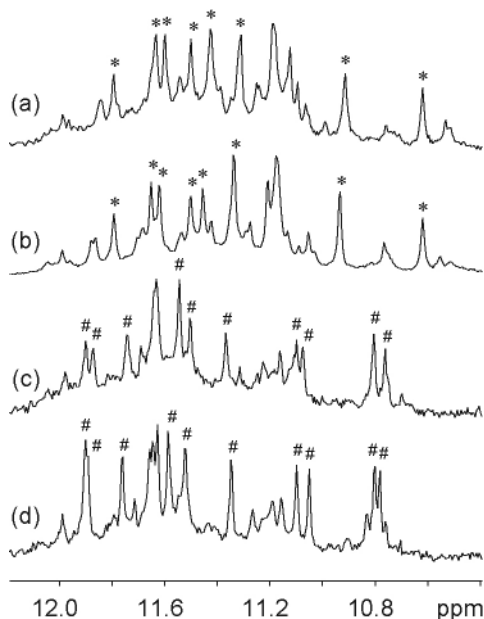 * * * * * * * *
(a)
* * * * * * * *
(b)
#
# # # # # # # # #
(c)
# # # # # # # # # #
(d)
12.0 11.6 11.2 10.8 ppm